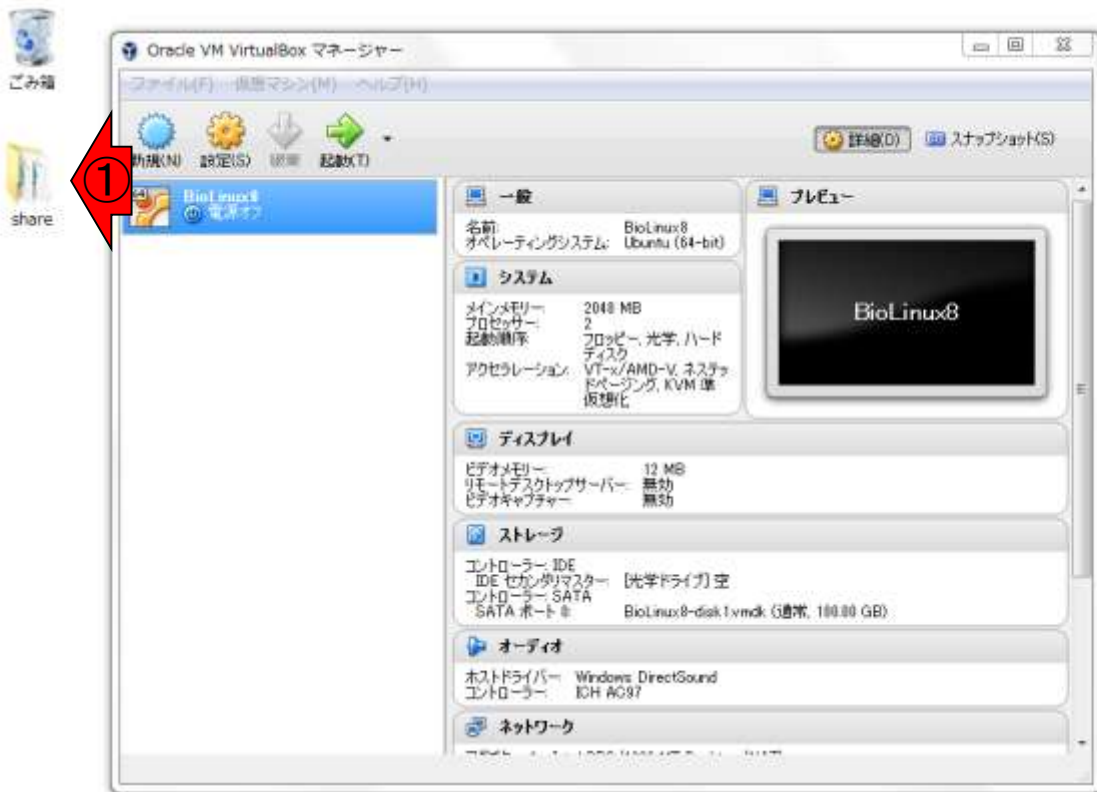 ごみ箱
share
①
Oracle VM VirtualBox マネージャー
ファイル(F) 仮想マシン(M) ヘルプ(H)
新規(N) 設定(S) 破棄 起動(T)
詳細(D) スナップショット(S)
64
BioLinux8
電源オフ
一般
名前: BioLinux8
オペレーティングシステム: Ubuntu (64-bit)
プレビュー
BioLinux8
システム
メインメモリー: 2048 MB
プロセッサー: 2
起動順序: フロッピー, 光学, ハード
ディスク
アクセラレーション: VT-x/AMD-V, ネステッ
ドページング, KVM 準
仮想化
ディスプレイ
ビデオメモリー: 12 MB
リモートデスクトップサーバー: 無効
ビデオキャプチャー: 無効
ストレージ
コントローラー: IDE
IDE セカンダリマスター: [光学ドライブ] 空
コントローラー: SATA
SATA ポート 0: BioLinux8-disk1.vmdk (通常, 100.00 GB)
オーディオ
ホストドライバー: Windows DirectSound
コントローラー: ICH AC97
ネットワーク